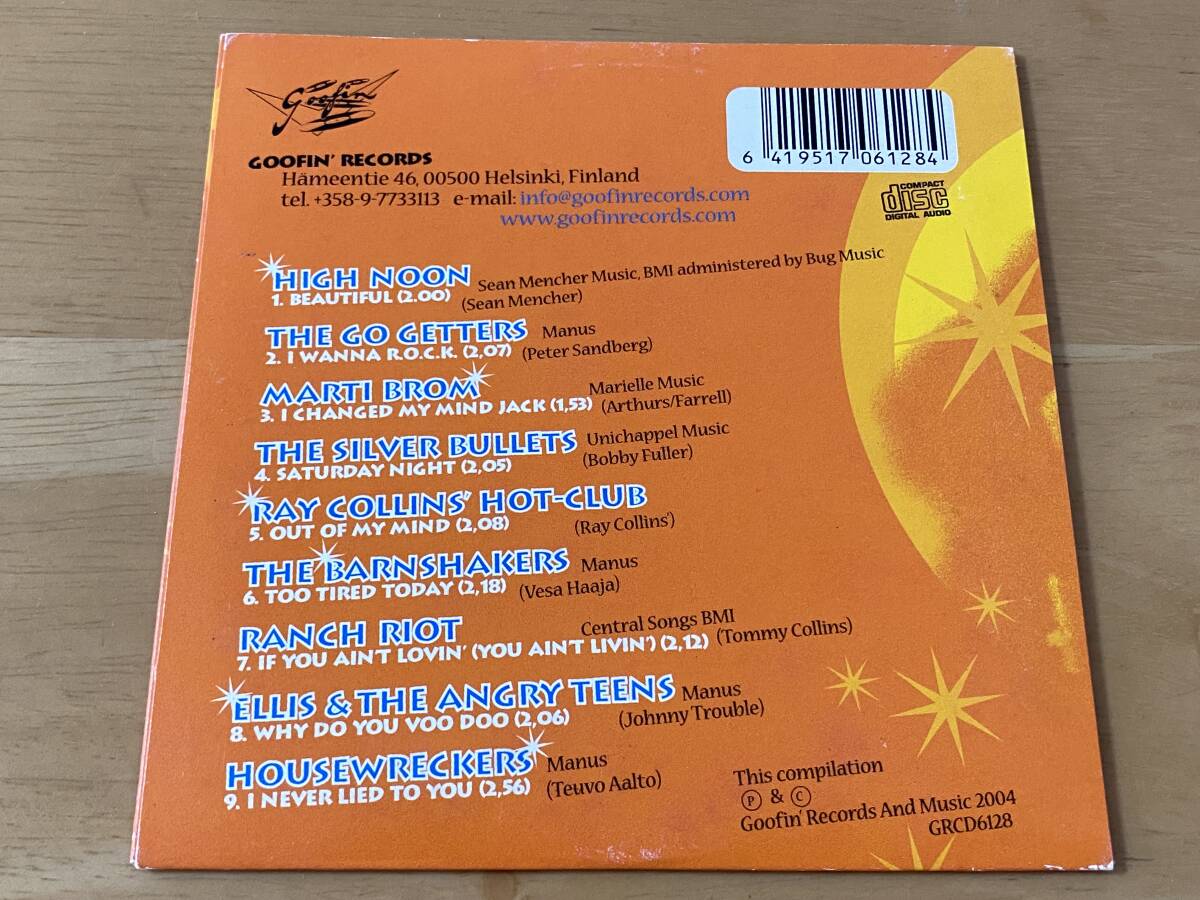 Goofin
GOOFIN' RECORDS
Hämeentie 46, 00500 Helsinki, Finland
tel. +358-9-7733113 e-mail: info@goofinrecords.com
www.goofinrecords.com
6 419517 061284
COMPACT
disc
DIGITAL AUDIO
HIGH NOON Sean Mencher Music, BMI administered by Bug Music
1. BEAUTIFUL (2.00) (Sean Mencher)
THE GO GETTERS Manus
2. I WANNA R.O.C.K. (2,07) (Peter Sandberg)
MARTI BROM Marielle Music
3. I CHANGED MY MIND JACK (1,53) (Arthurs/Farrell)
THE SILVER BULLETS Unichappel Music
4. SATURDAY NIGHT (2,05) (Bobby Fuller)
RAY COLLINS" HOT-CLUB
5. OUT OF MY MIND (2,08) (Ray Collins')
THE BARNSHAKERS Manus
6. TOO TIRED TODAY (2,18) (Vesa Haaja)
RANCH RIOT Central Songs BMI
7. IF YOU AIN'T LOVIN' (YOU AIN'T LIVIN') (2,12) (Tommy Collins)
ELLIS & THE ANGRY TEENS Manus
8. WHY DO YOU VOO DOO (2,06) (Johnny Trouble)
HOUSEWRECKERS Manus
9. I NEVER LIED TO YOU (2,56) (Teuvo Aalto)
This compilation
Ⓟ & ©
Goofin' Records And Music 2004
GRCD6128